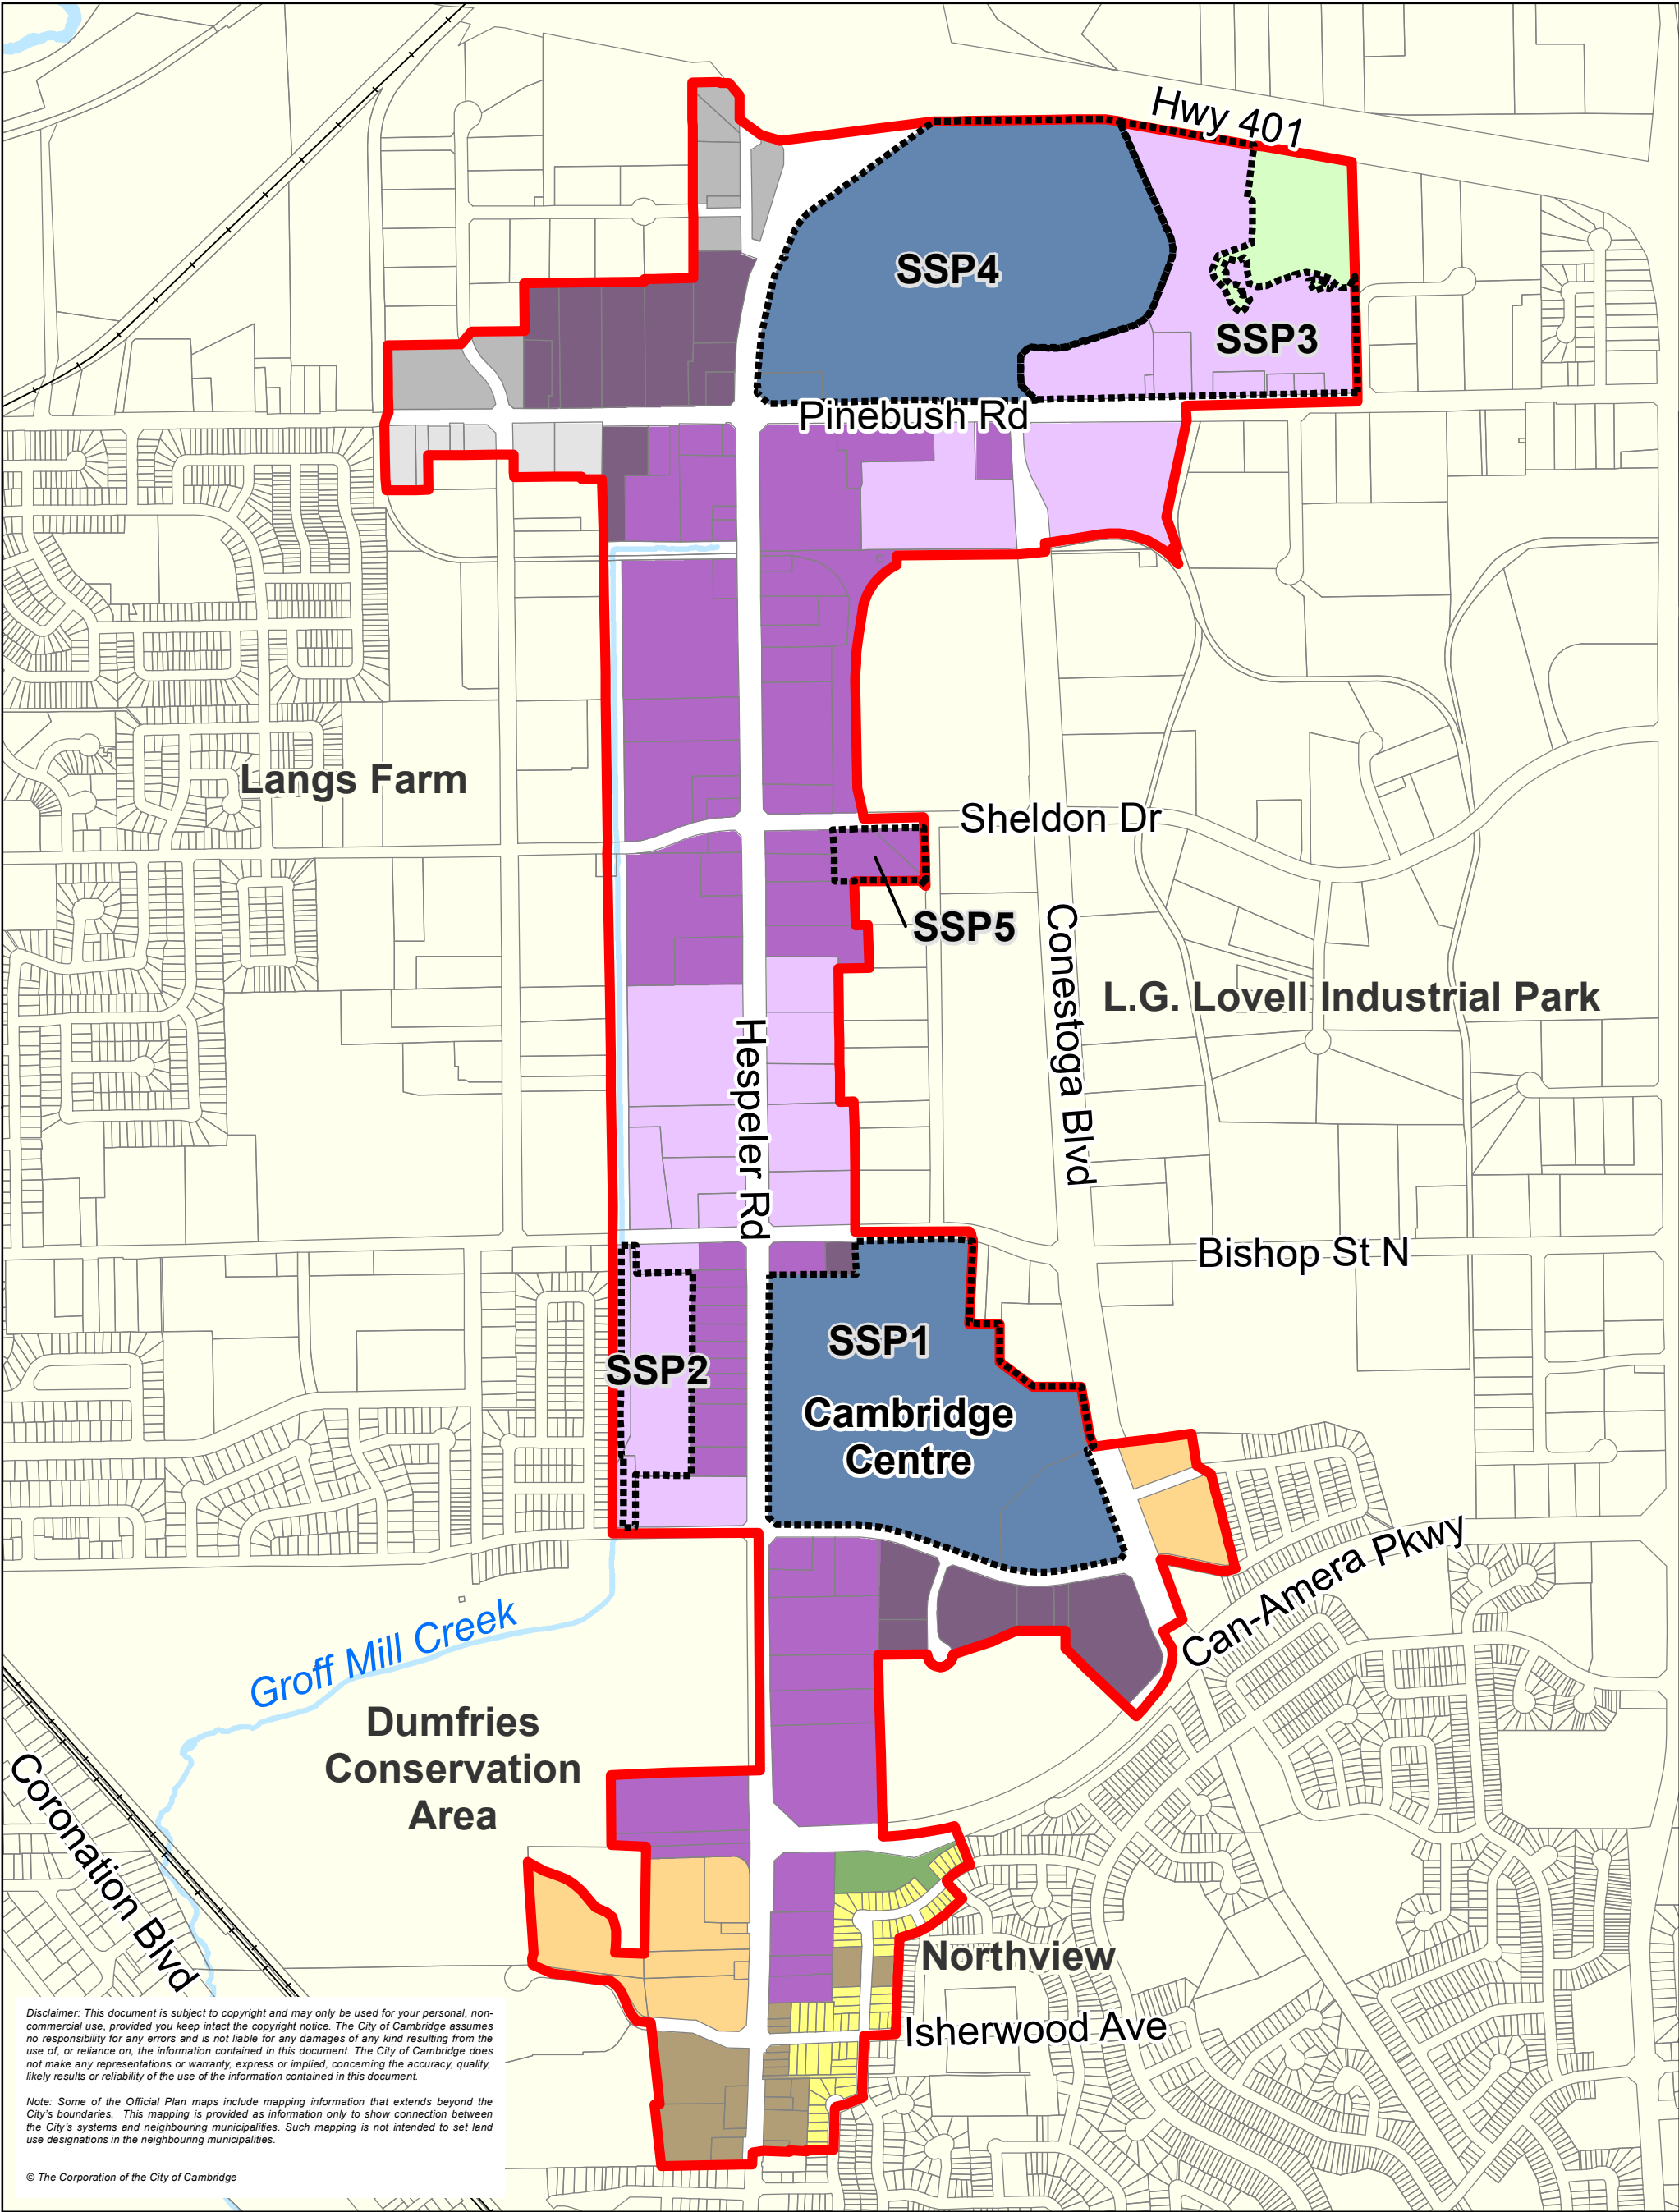 Hwy 401
SSP4
SSP3
Pinebush Rd
Langs Farm
Sheldon Dr
SSP5
Conestoga Blvd
L.G. Lovell Industrial Park
Hespeler Rd
Bishop St N
SSP1
SSP2
Cambridge
Centre
Can-Amera Pkwy
Groff Mill Creek
Dumfries
Conservation
Area
Coronation Blvd
Northview
Isherwood Ave
Disclaimer: This document is subject to copyright and may only be used for your personal, non-
commercial use, provided you keep intact the copyright notice. The City of Cambridge assumes
no responsibility for any errors and is not liable for any damages of any kind resulting from the
use of, or reliance on, the information contained in this document. The City of Cambridge does
not make any representations or warranty, express or implied, concerning the accuracy, quality,
likely results or reliability of the use of the information contained in this document.
Note: Some of the Official Plan maps include mapping information that extends beyond the
City's boundaries. This mapping is provided as information only to show connection between
the City's systems and neighbouring municipalities. Such mapping is not intended to set land
use designations in the neighbouring municipalities.
© The Corporation of the City of Cambridge